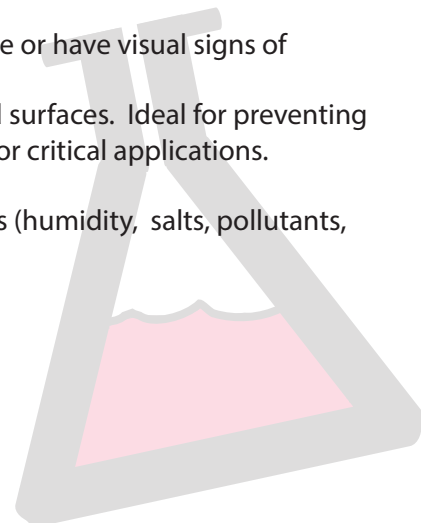 e or have visual signs of
surfaces.  Ideal for preventing
or critical applications.
s (humidity,  salts, pollutants,